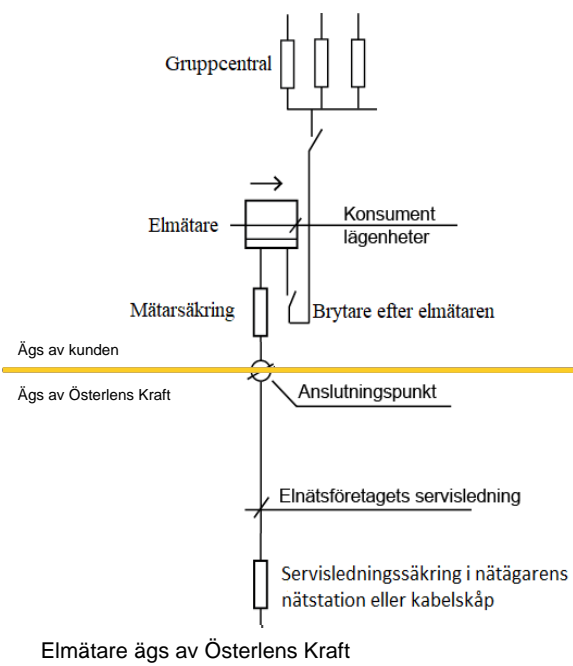 Gruppcentral
Elmätare
Konsument
lägenheter
Mätarsäkring
Brytare efter elmätaren
Ägs av kunden
Ägs av Österlens Kraft
Anslutningspunkt
Elnätsföretagets servisledning
Servisledningssäkring i nätägarens
nätstation eller kabelskåp
Elmätare ägs av Österlens Kraft